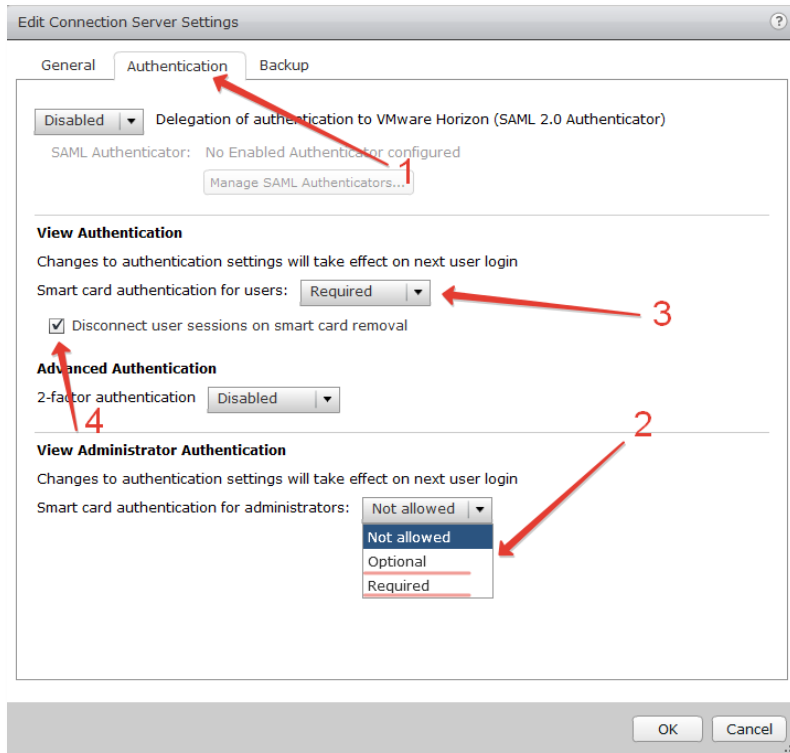 Edit Connection Server Settings ?
General Authentication Backup
Disabled Delegation of authentication to VMware Horizon (SAML 2.0 Authenticator)
SAML Authenticator: No Enabled Authenticator configured
1
Manage SAML Authenticators...
View Authentication
Changes to authentication settings will take effect on next user login
Smart card authentication for users: Required
3
Disconnect user sessions on smart card removal
Advanced Authentication
2-factor authentication Disabled
4
2
View Administrator Authentication
Changes to authentication settings will take effect on next user login
Smart card authentication for administrators: Not allowed
Not allowed
Optional
Required
OK Cancel